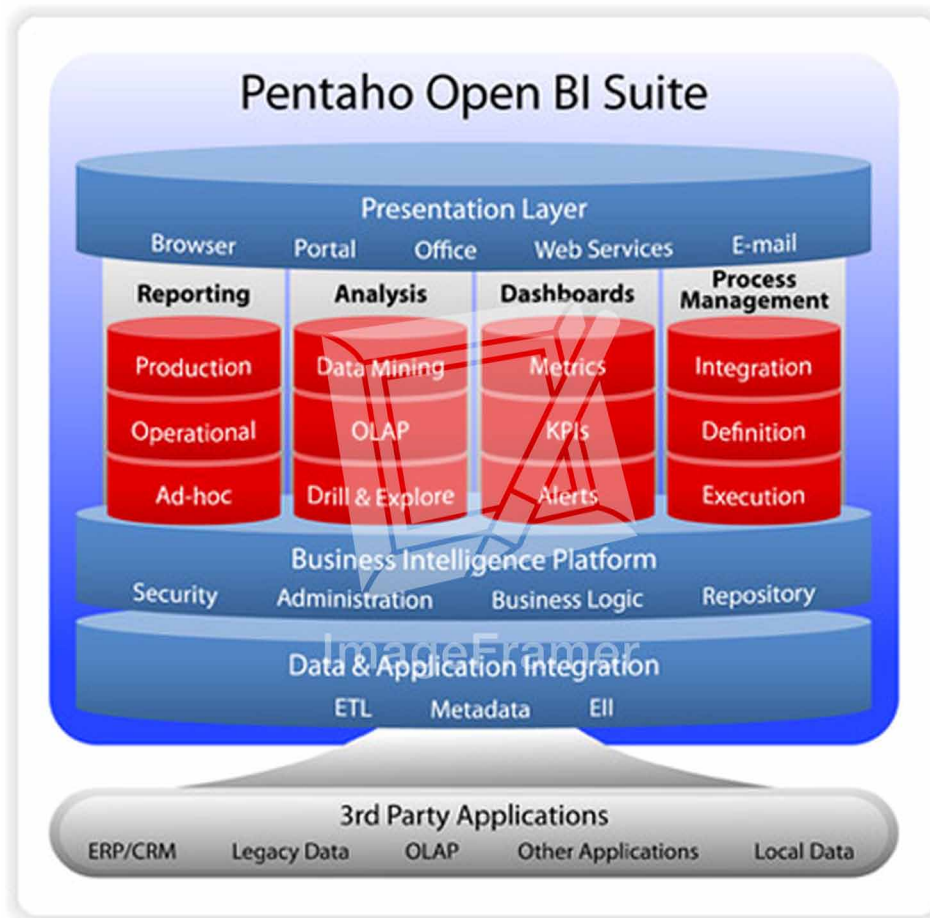 Pentaho Open BI Suite
Presentation Layer
Browser Portal Office Web Services E-mail
Reporting Analysis Dashboards Process Management
Production Data Mining Metrics Integration
Operational OLAP KPIs Definition
Ad-hoc Drill & Explore Alerts Execution
Business Intelligence Platform
Security Administration Business Logic Repository
ImageFramer
Data & Application Integration
ETL Metadata EII
3rd Party Applications
ERP/CRM Legacy Data OLAP Other Applications Local Data